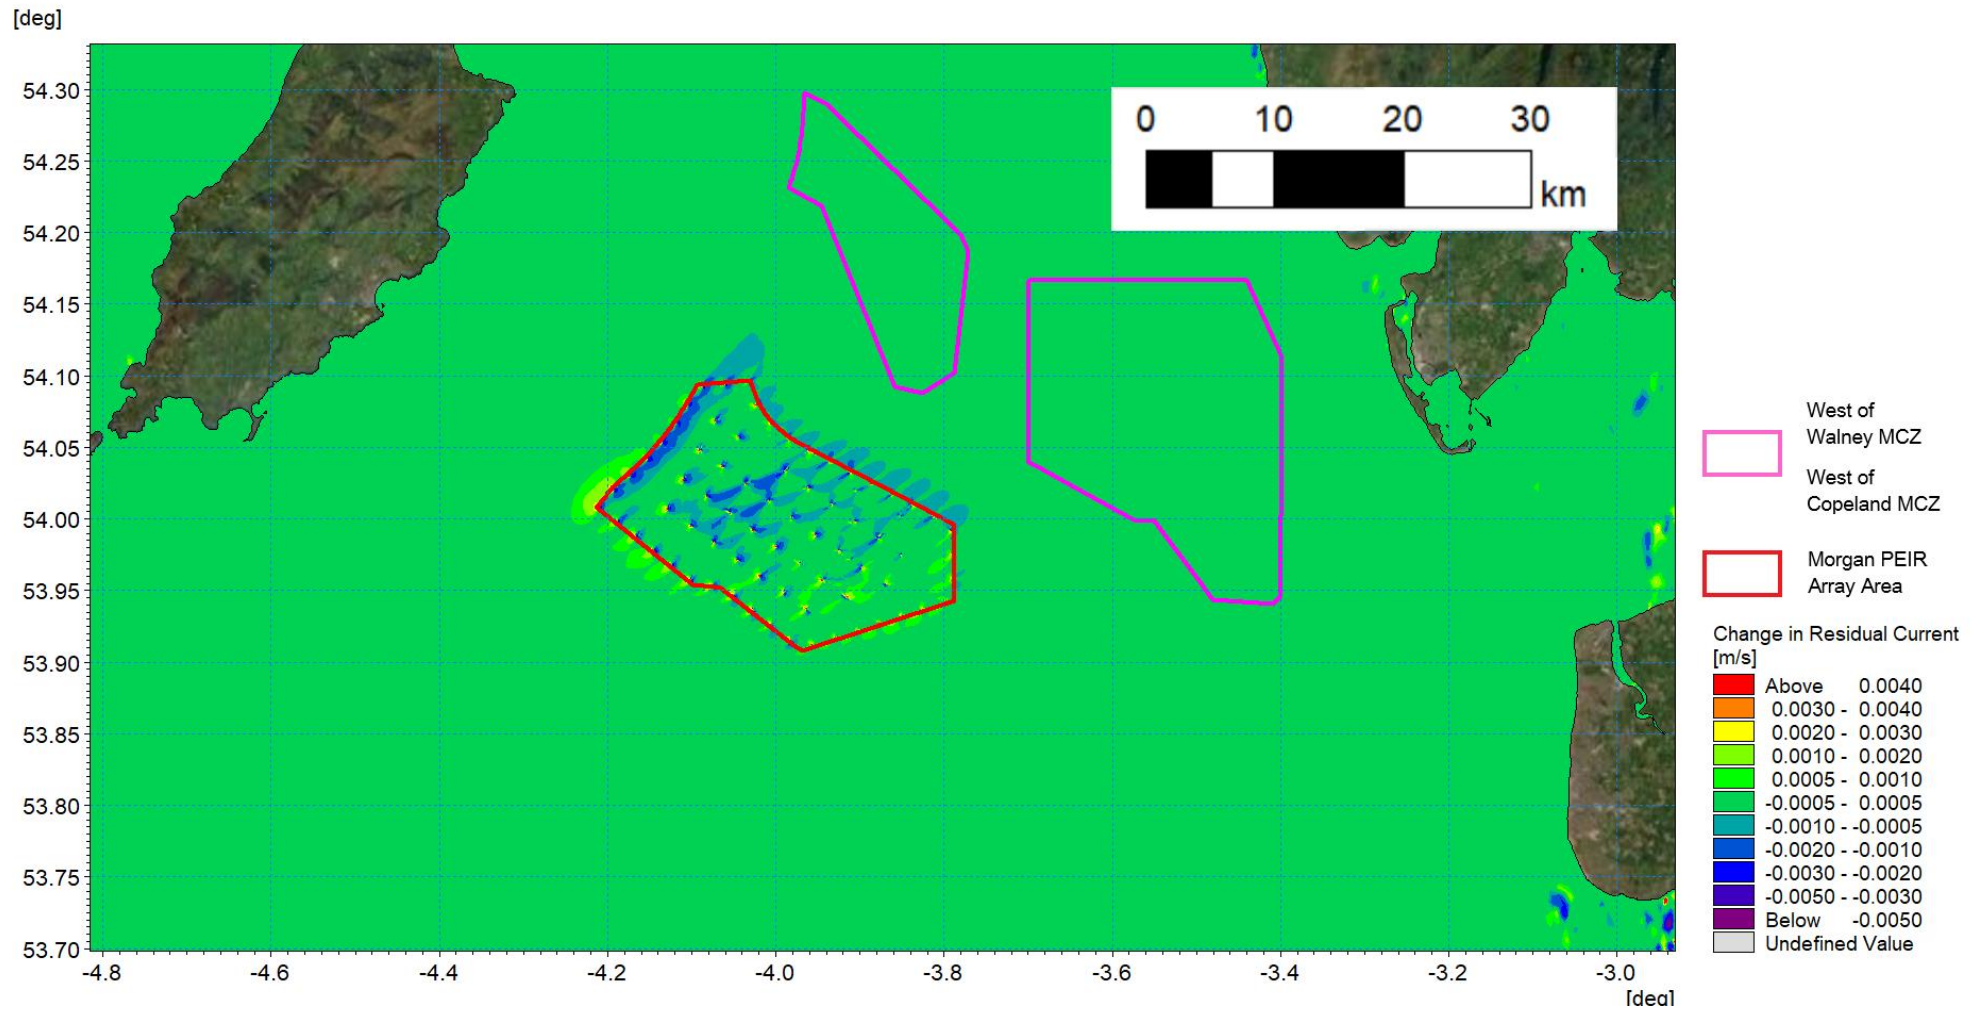 [deg]
54.30
54.25
54.20
54.15
54.10
54.05
54.00
53.95
53.90
53.85
53.80
53.75
53.70
-4.8 -4.6 -4.4 -4.2 -4.0 -3.8 -3.6 -3.4 -3.2 -3.0
[deg]
0 10 20 30
km
West of
Walney MCZ
West of
Copeland MCZ
Morgan PEIR
Array Area
Change in Residual Current
[m/s]
Above 0.0040
0.0030 - 0.0040
0.0020 - 0.0030
0.0010 - 0.0020
0.0005 - 0.0010
-0.0005 - 0.0005
-0.0010 - -0.0005
-0.0020 - -0.0010
-0.0030 - -0.0020
-0.0050 - -0.0030
Below -0.0050
Undefined Value